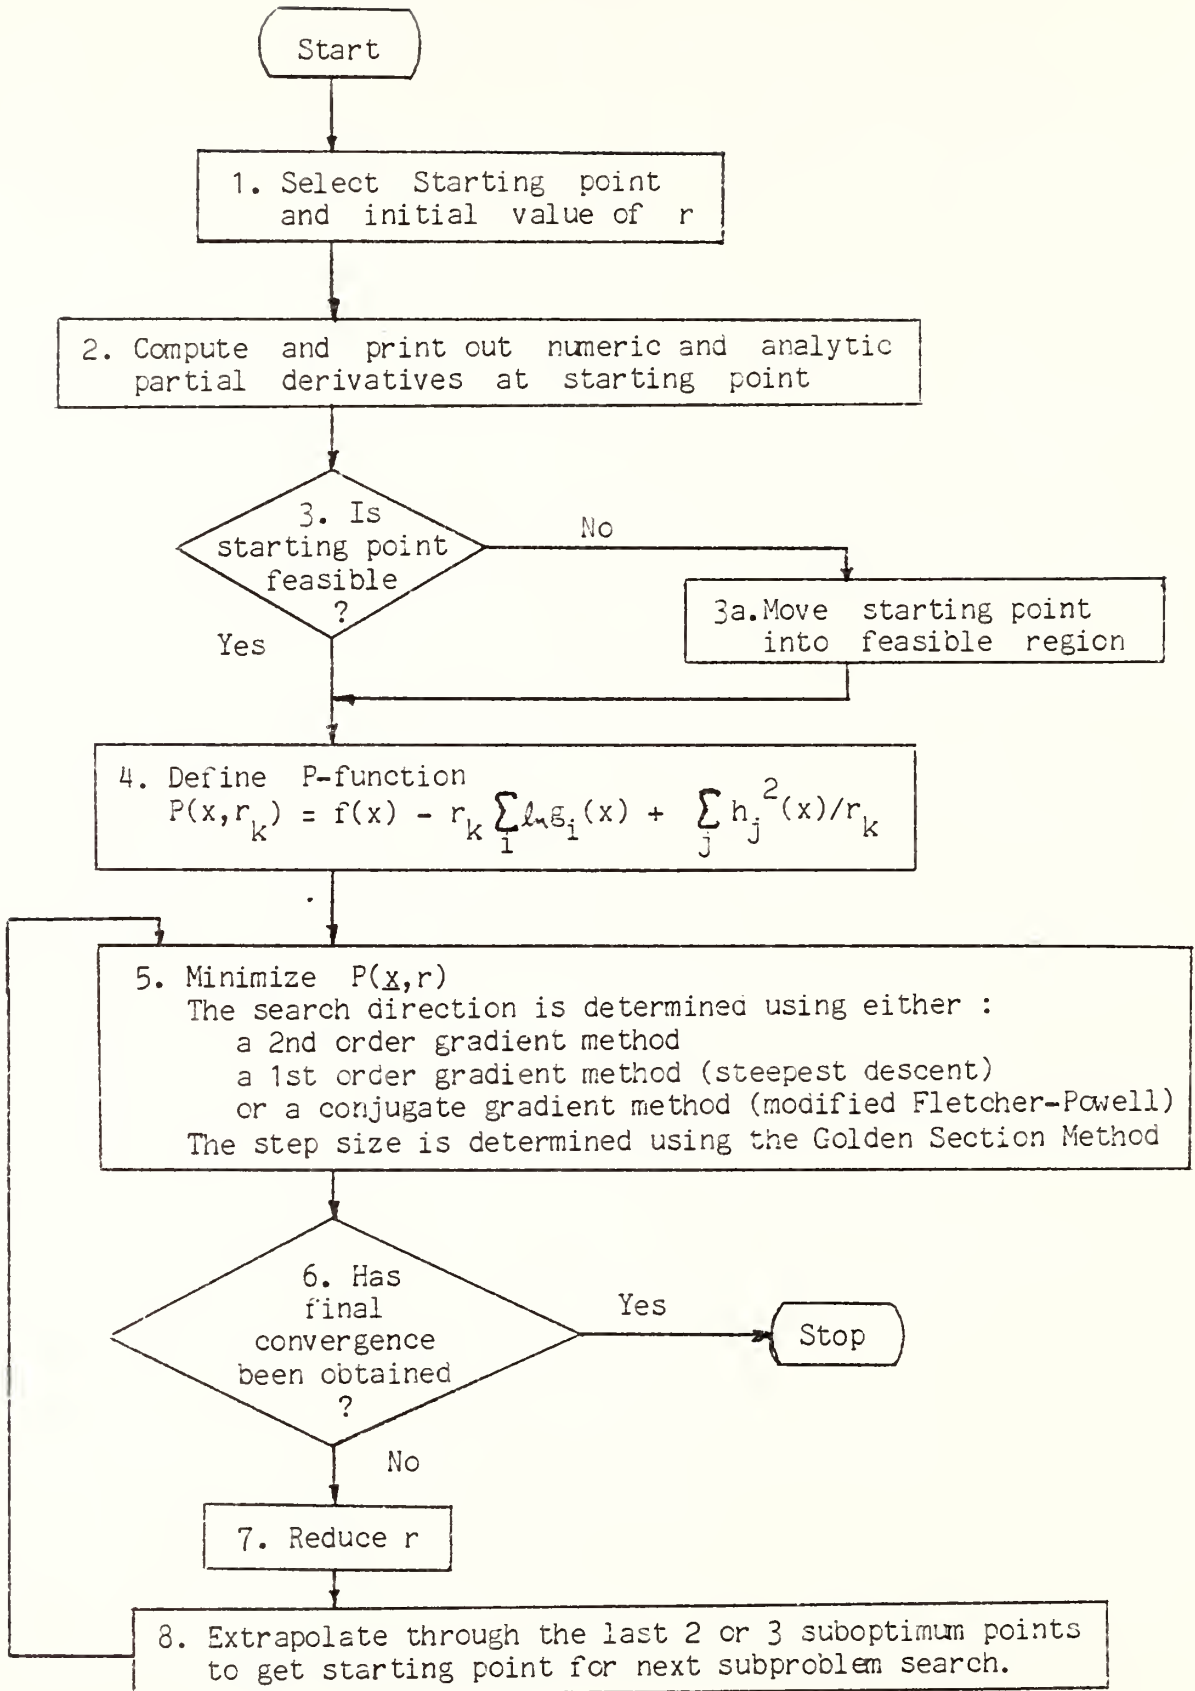 Start
1. Select Starting point
and initial value of r
2. Compute and print out numeric and analytic
partial derivatives at starting point
3. Is
starting point
feasible
?
No
Yes
3a. Move starting point
into feasible region
4. Define P-function
P(x,r_k) = f(x) - r_k ∑_i ln g_i(x) + ∑_j h_j^2(x)/r_k
5. Minimize P(x,r)
The search direction is determined using either :
a 2nd order gradient method
a 1st order gradient method (steepest descent)
or a conjugate gradient method (modified Fletcher-Powell)
The step size is determined using the Golden Section Method
6. Has
final
convergence
been obtained
?
Yes
Stop
No
7. Reduce r
8. Extrapolate through the last 2 or 3 suboptimum points
to get starting point for next subproblem search.